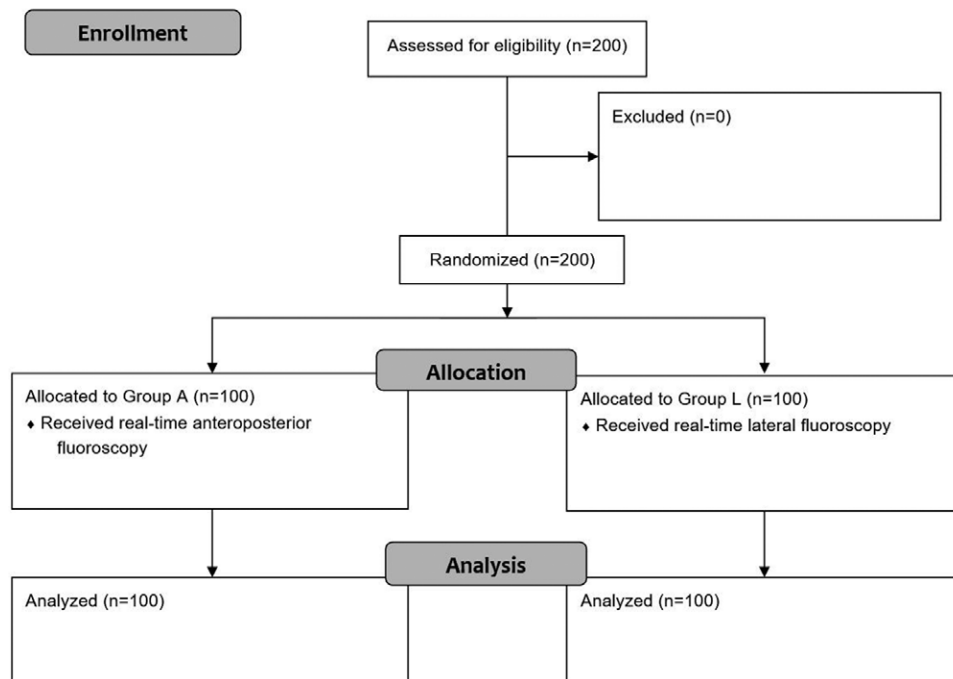 Enrollment
Assessed for eligibility (n=200)
Excluded (n=0)
Randomized (n=200)
Allocation
Allocated to Group A (n=100)
♦ Received real-time anteroposterior
fluoroscopy
Allocated to Group L (n=100)
♦ Received real-time lateral fluoroscopy
Analysis
Analyzed (n=100)
Analyzed (n=100)